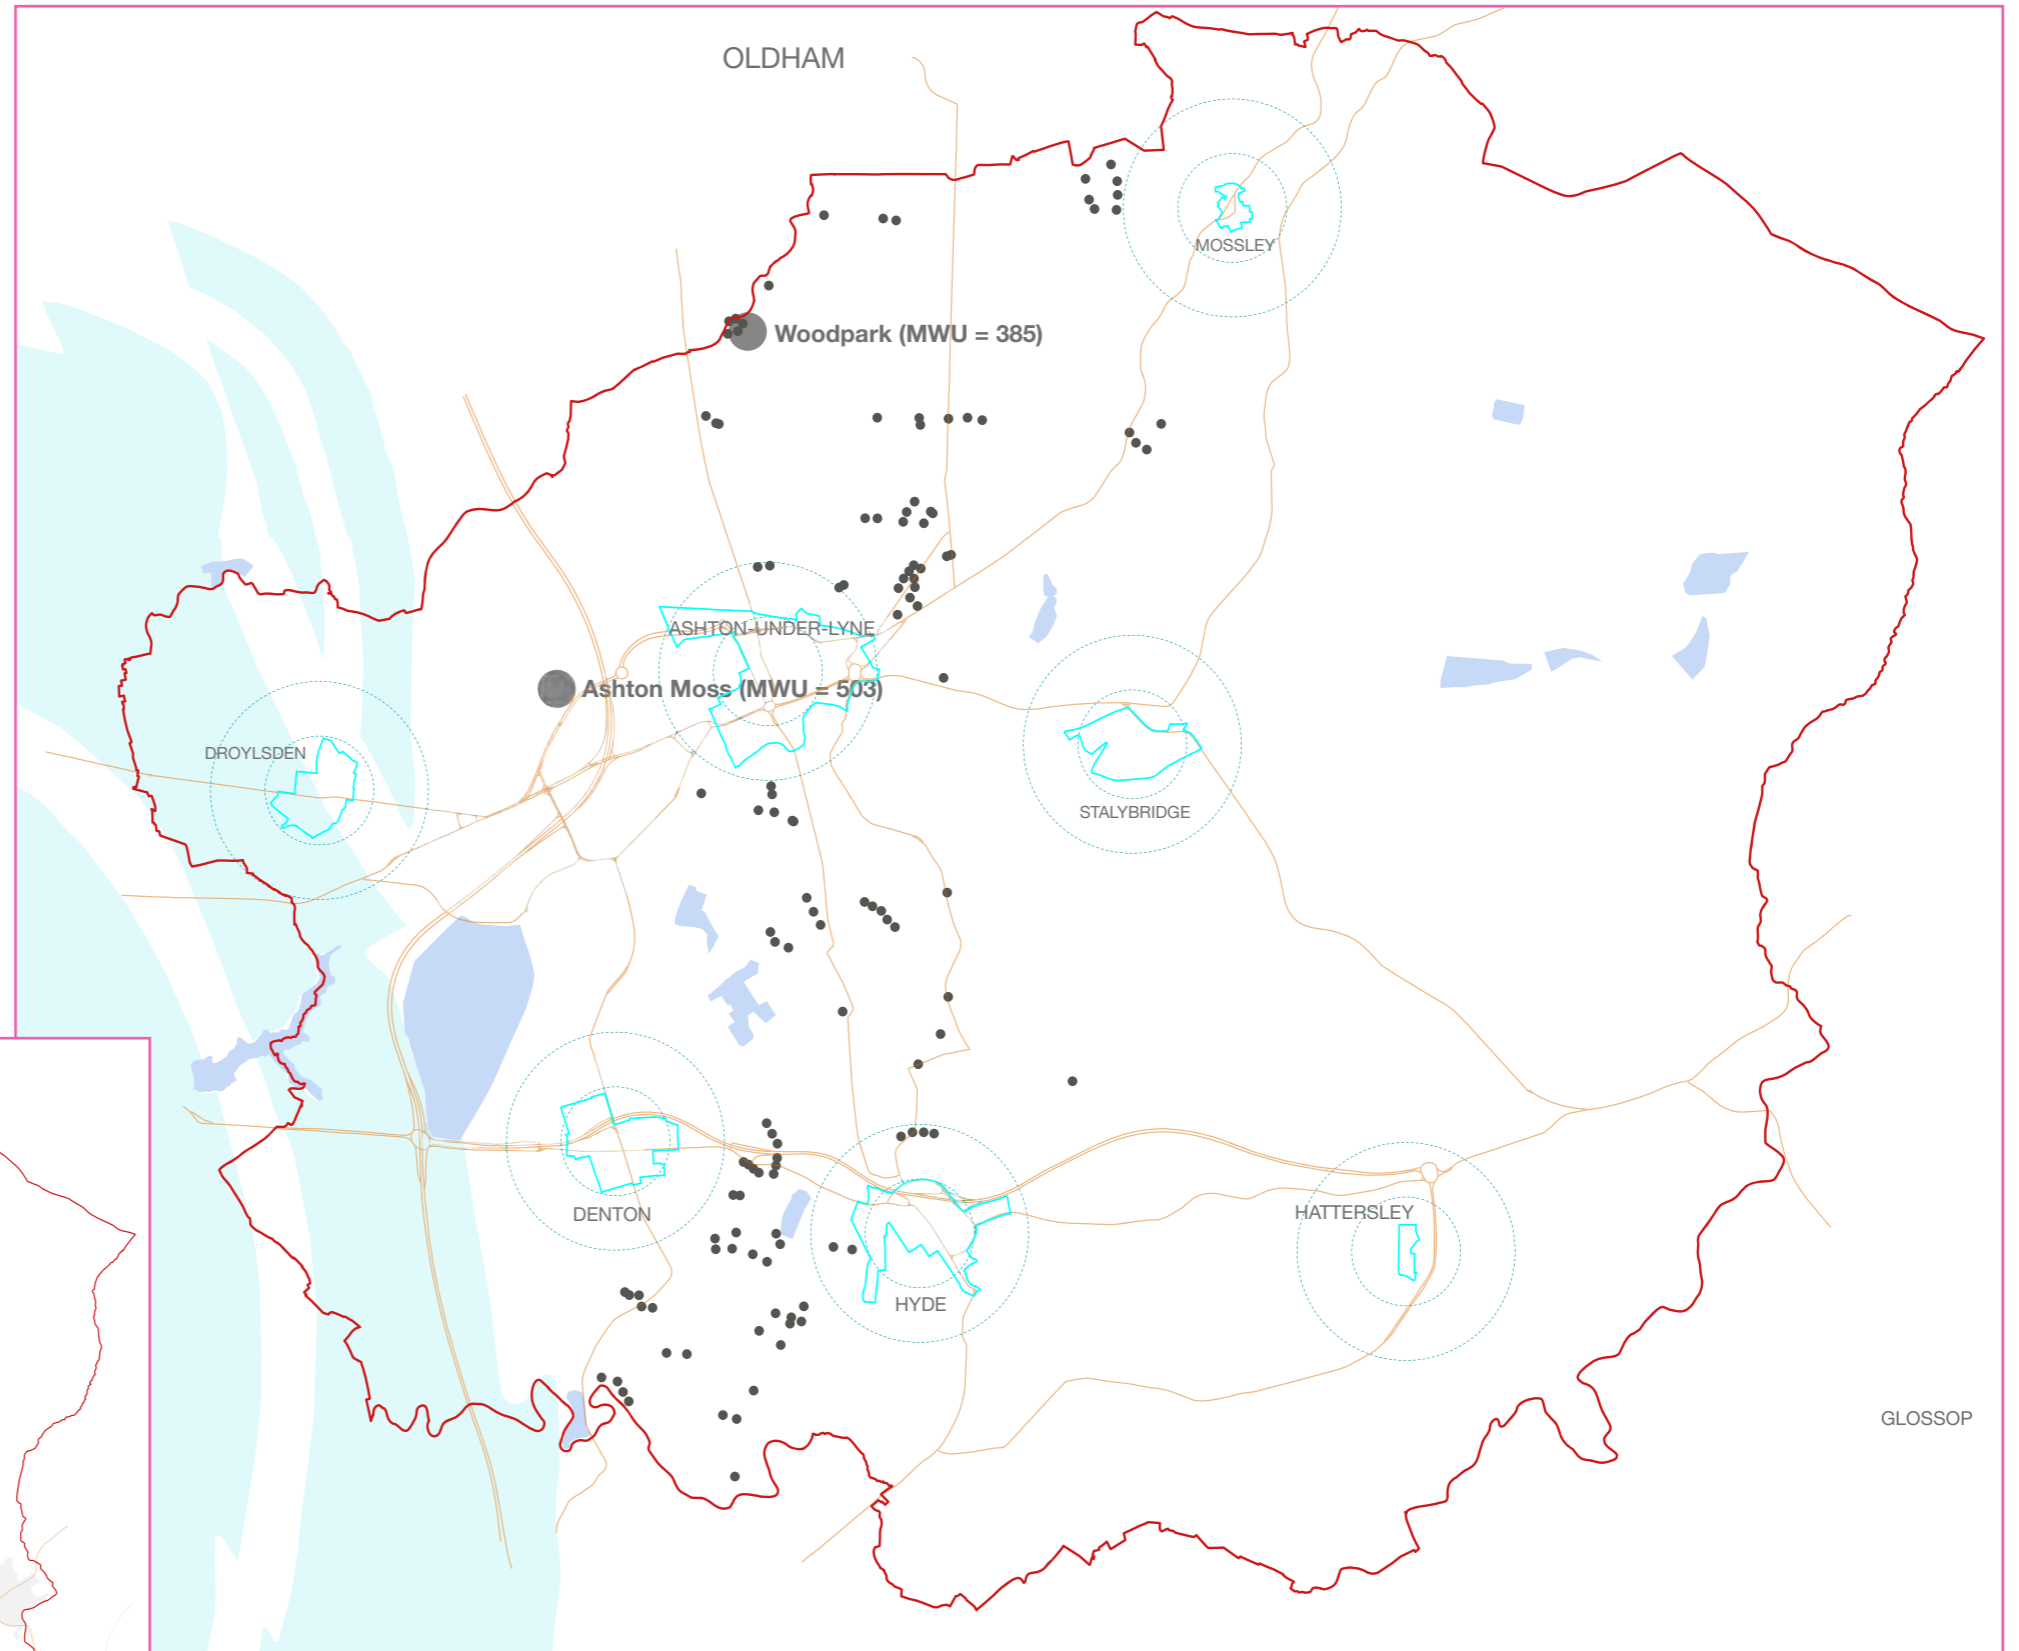 OLDHAM
MOSSLEY
Woodpark (MWU = 385)
ASHTON-UNDER-LYNE
Ashton Moss (MWU = 503)
DROYLSDEN
STALYBRIDGE
DENTON
HATTERSLEY
HYDE
GLOSSOP